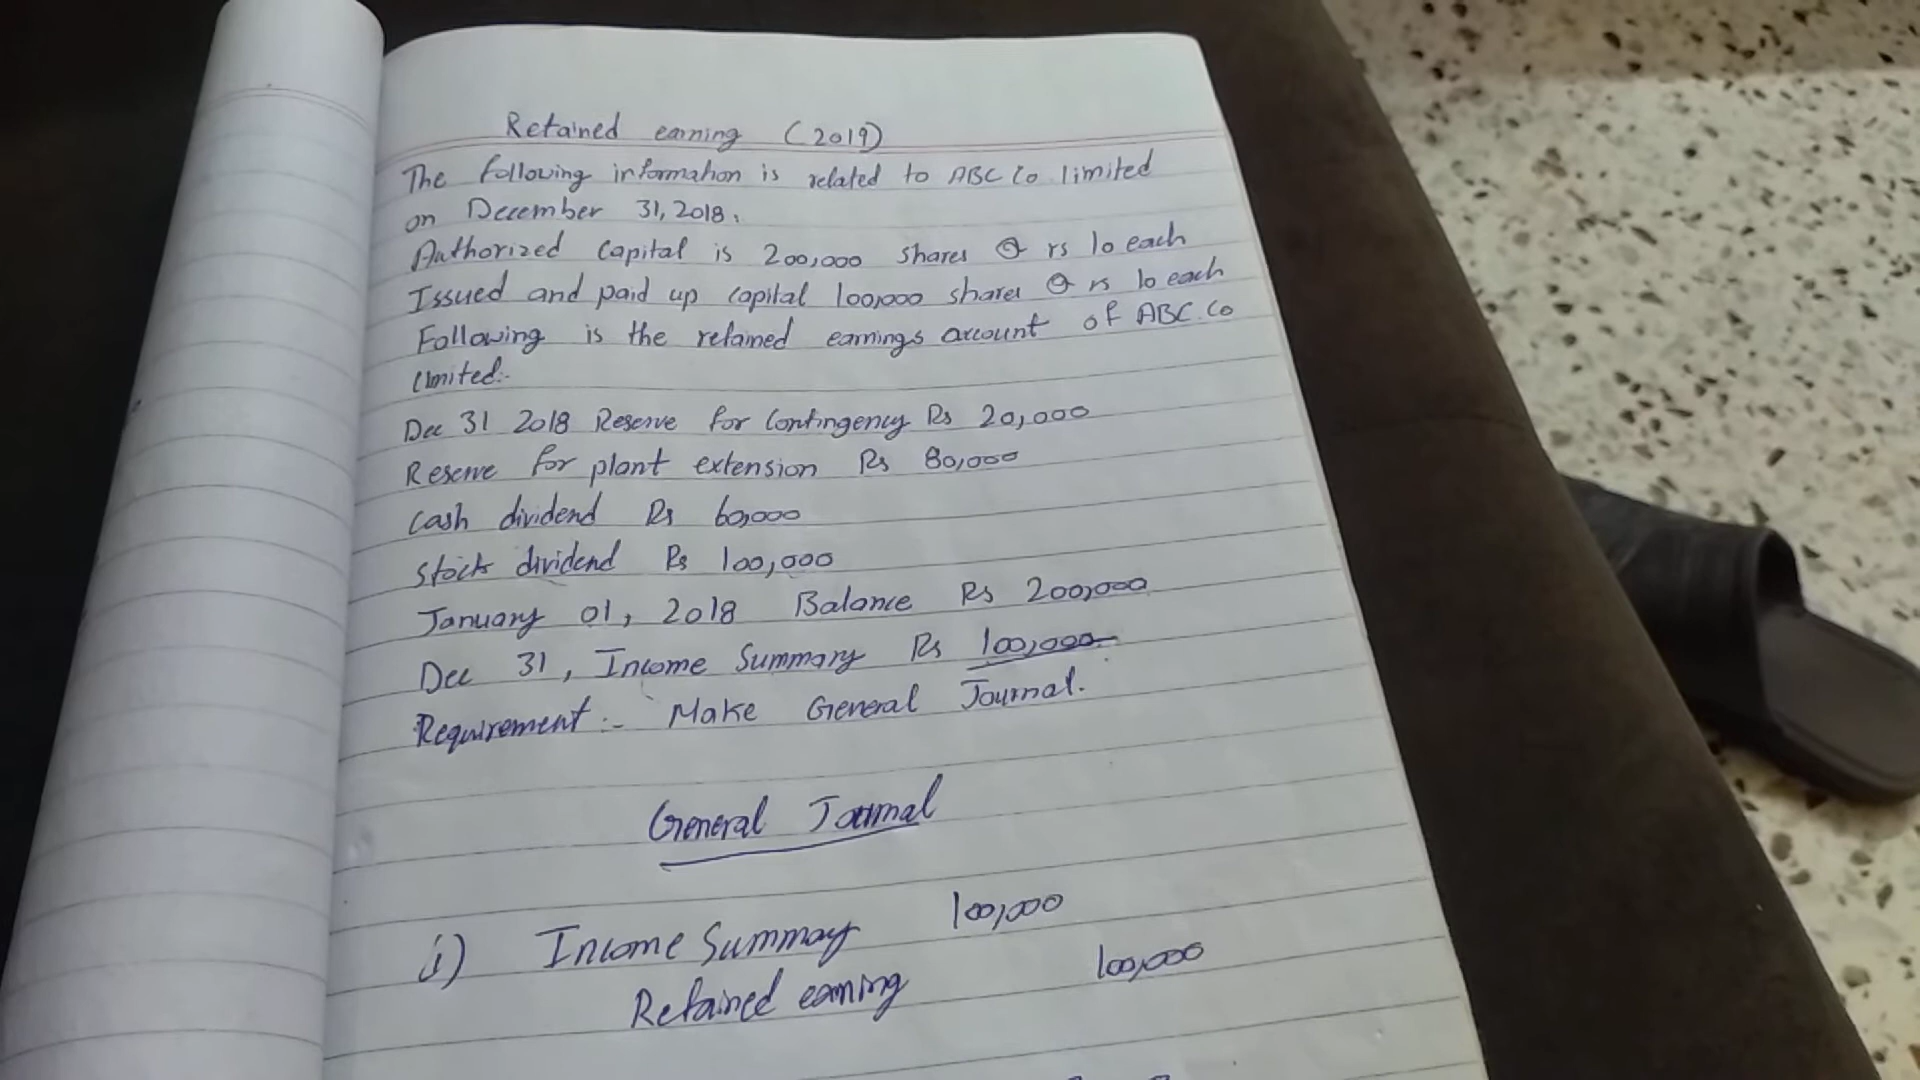 Retained earning (2019)
The following information is related to ABC Co limited
on December 31, 2018.
Authorized Capital is 200,000 shares @ rs 10 each
Issued and paid up capital 100,000 shares @ rs 10 each
Following is the retained earnings account of ABC Co
limited:-
Dec 31 2018 Reserve for Contingency Rs 20,000
Reserve for plant extension Rs 80,000
Cash dividend Rs 60,000
Stock dividend Rs 100,000
January 01, 2018 Balance Rs 200,000
Dec 31, Income Summary Rs 100,000
Requirement:- Make General Journal.
General Journal
i) Income Summary 100,000
Retained earning 100,000